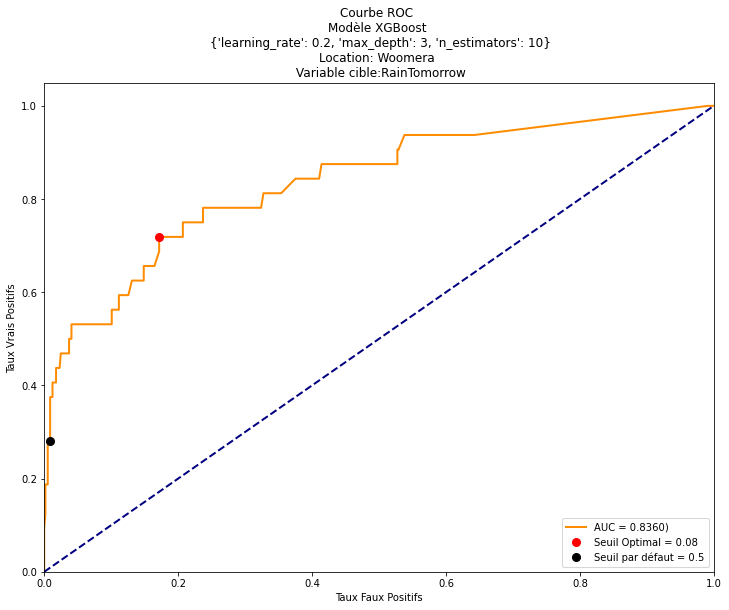 Courbe ROC
Modèle XGBoost
{'learning_rate': 0.2, 'max_depth': 3, 'n_estimators': 10}
Location: Woomera
Variable cible:RainTomorrow
Taux Vrais Positifs
1.0
0.8
0.6
0.4
0.2
0.0
AUC = 0.8360)
Seuil Optimal = 0.08
Seuil par défaut = 0.5
0.0 0.2 0.4 0.6 0.8 1.0
Taux Faux Positifs